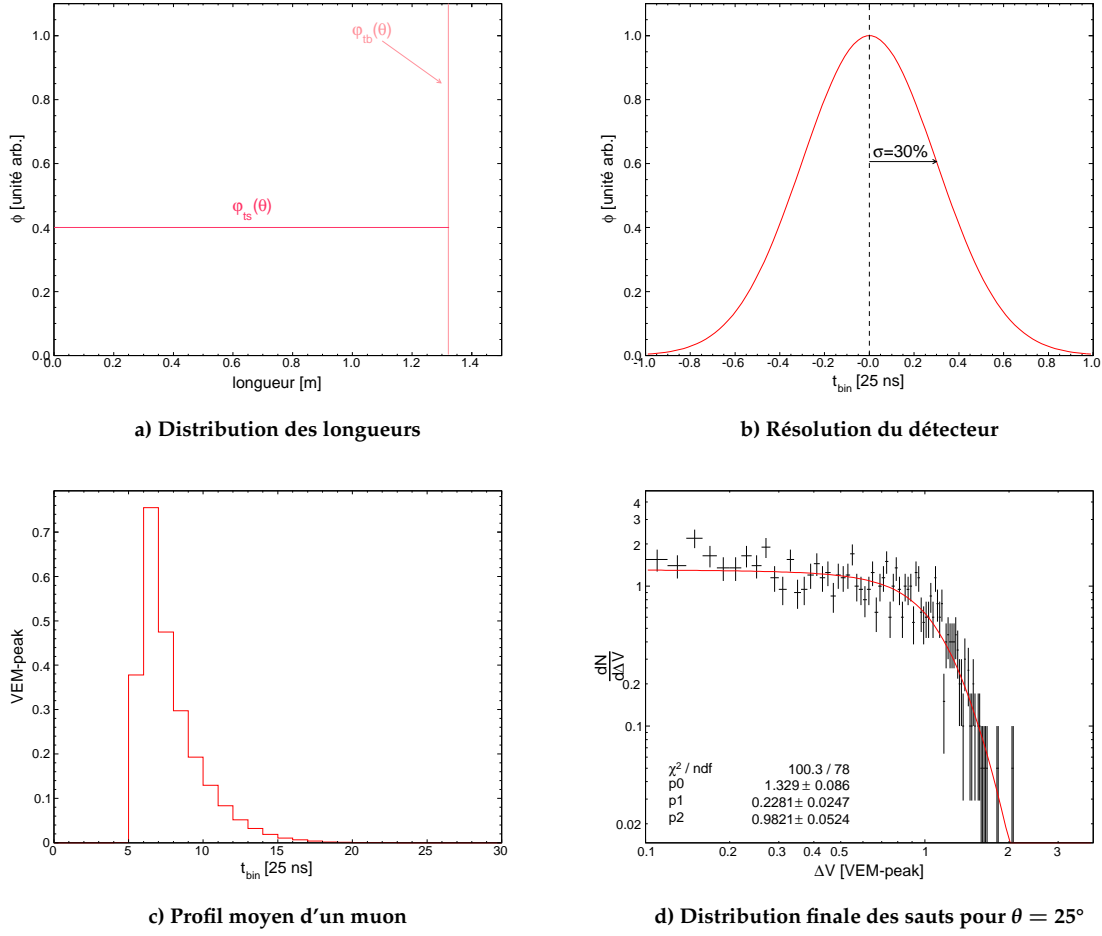 φ_tb(θ)
1.0
0.8
0.6
0.4
0.2
0.0
ϕ [unité arb.]
φ_ts(θ)
0.0 0.2 0.4 0.6 0.8 1.0 1.2 1.4
longueur [m]
a) Distribution des longueurs
1.0
0.8
0.6
0.4
0.2
0.0
ϕ [unité arb.]
σ=30%
-1.0 -0.8 -0.6 -0.4 -0.2 -0.0 0.2 0.4 0.6 0.8 1.0
t_bin [25 ns]
b) Résolution du détecteur
0.7
0.6
0.5
0.4
0.3
0.2
0.1
0
VEM-peak
0 5 10 15 20 25 30
t_bin [25 ns]
c) Profil moyen d'un muon
4
3
2
1
0.2
0.1
0.02
dN
dΔV
χ² / ndf 100.3 / 78
p0 1.329 ± 0.086
p1 0.2281 ± 0.0247
p2 0.9821 ± 0.0524
0.1 0.2 0.3 0.5 1 2 3
ΔV [VEM-peak]
d) Distribution finale des sauts pour θ = 25°